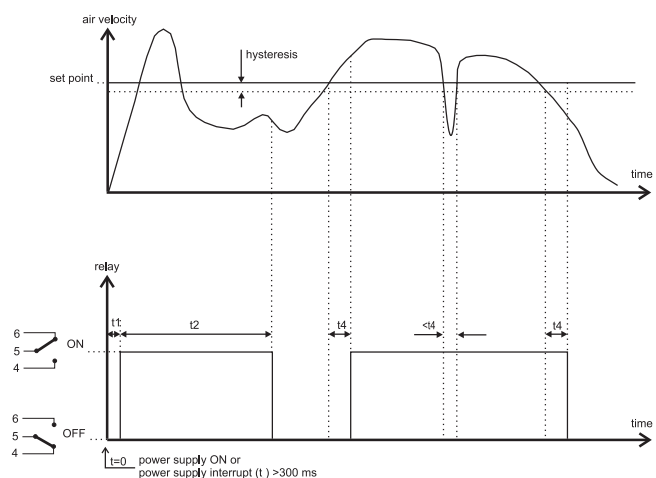 air velocity
hysteresis
set point
time
relay
t1
t2
t4
<t4
t4
6
5
4
ON
6
5
4
OFF
time
t=0
power supply ON or
power supply interrupt (t ) >300 ms